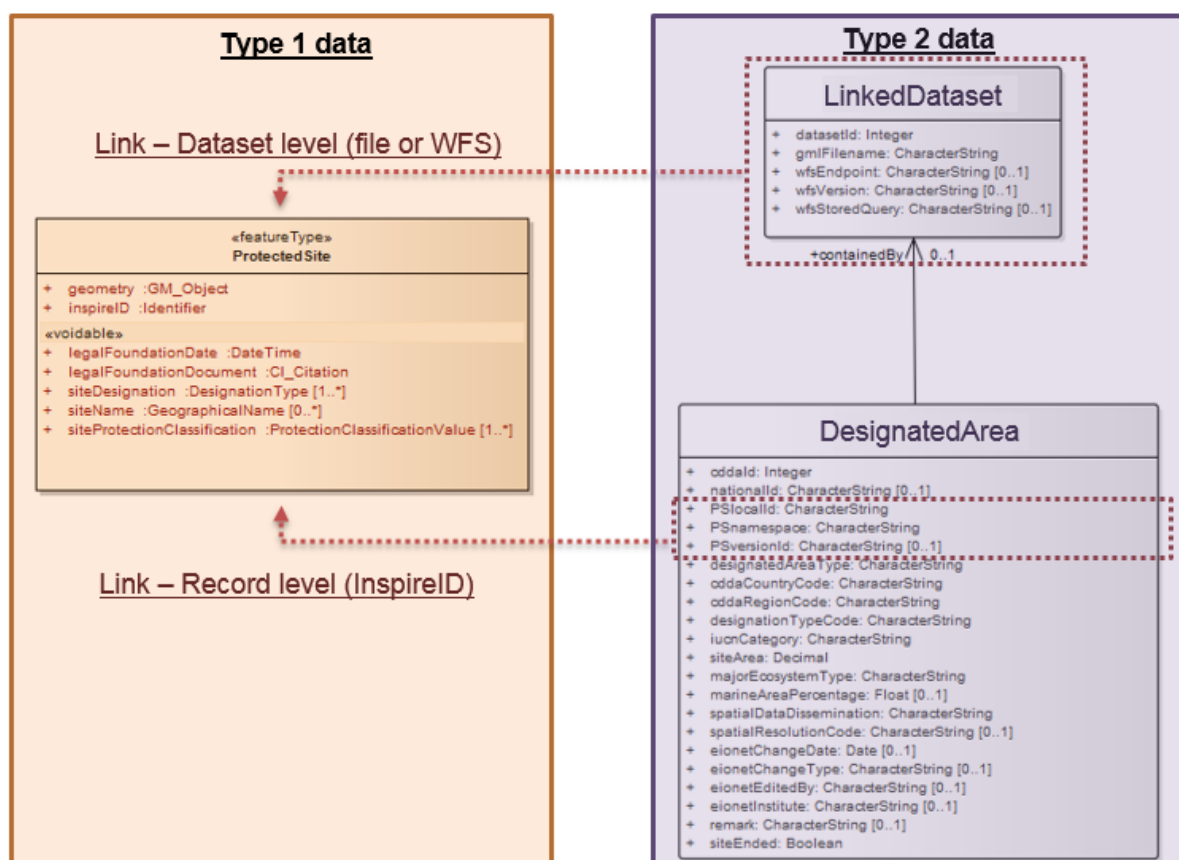 Type 1 data
Link – Dataset level (file or WFS)
«featureType»
ProtectedSite
+ geometry :GM_Object
+ inspireID :Identifier
«voidable»
+ legalFoundationDate :DateTime
+ legalFoundationDocument :CI_Citation
+ siteDesignation :DesignationType [1..*]
+ siteName :GeographicalName [0..*]
+ siteProtectionClassification :ProtectionClassificationValue [1..*]
Link – Record level (InspireID)
Type 2 data
LinkedDataset
+ datasetId: Integer
+ gmlFilename: CharacterString
+ wfsEndpoint: CharacterString [0..1]
+ wfsVersion: CharacterString [0..1]
+ wfsStoredQuery: CharacterString [0..1]
+containedBy 0..1
DesignatedArea
+ cddaId: Integer
+ nationalId: CharacterString [0..1]
+ PSlocalId: CharacterString
+ PSnamespace: CharacterString
+ PSversionId: CharacterString [0..1]
+ designatedAreaType: CharacterString
+ cddaCountryCode: CharacterString
+ cddaRegionCode: CharacterString
+ designationTypeCode: CharacterString
+ iucnCategory: CharacterString
+ siteArea: Decimal
+ majorEcosystemType: CharacterString
+ marineAreaPercentage: Float [0..1]
+ spatialDataDissemination: CharacterString
+ spatialResolutionCode: CharacterString [0..1]
+ eionetChangeDate: Date [0..1]
+ eionetChangeType: CharacterString [0..1]
+ eionetEditedBy: CharacterString [0..1]
+ eionetInstitute: CharacterString [0..1]
+ remark: CharacterString [0..1]
+ siteEnded: Boolean